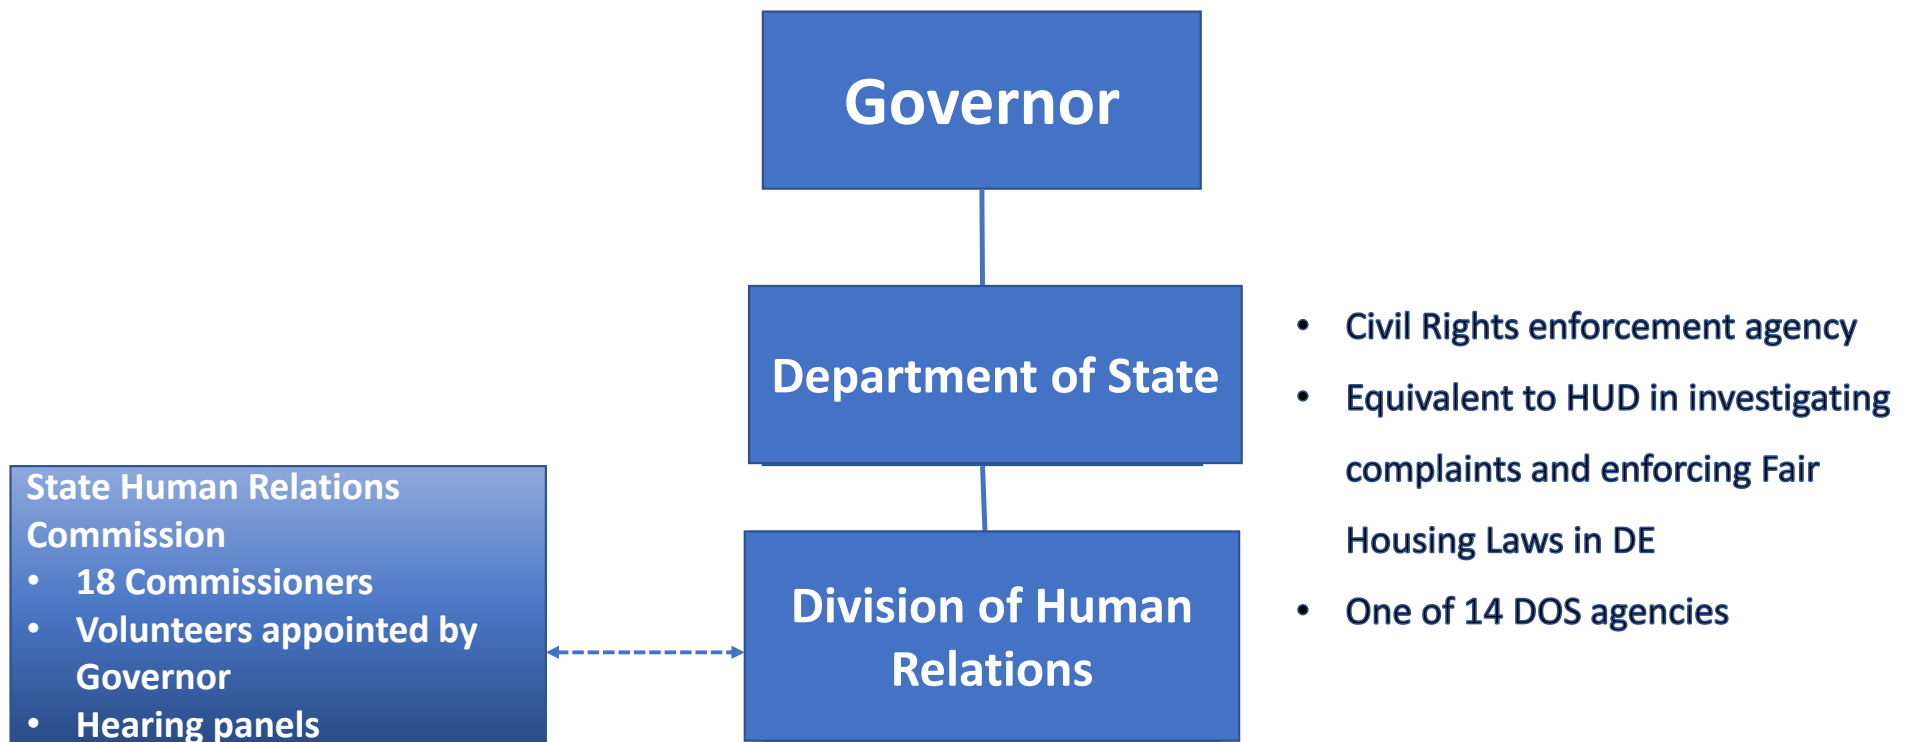 Governor
Department of State
• Civil Rights enforcement agency
• Equivalent to HUD in investigating
complaints and enforcing Fair
Housing Laws in DE
• One of 14 DOS agencies
State Human Relations
Commission
• 18 Commissioners
• Volunteers appointed by
Governor
• Hearing panels
Division of Human
Relations